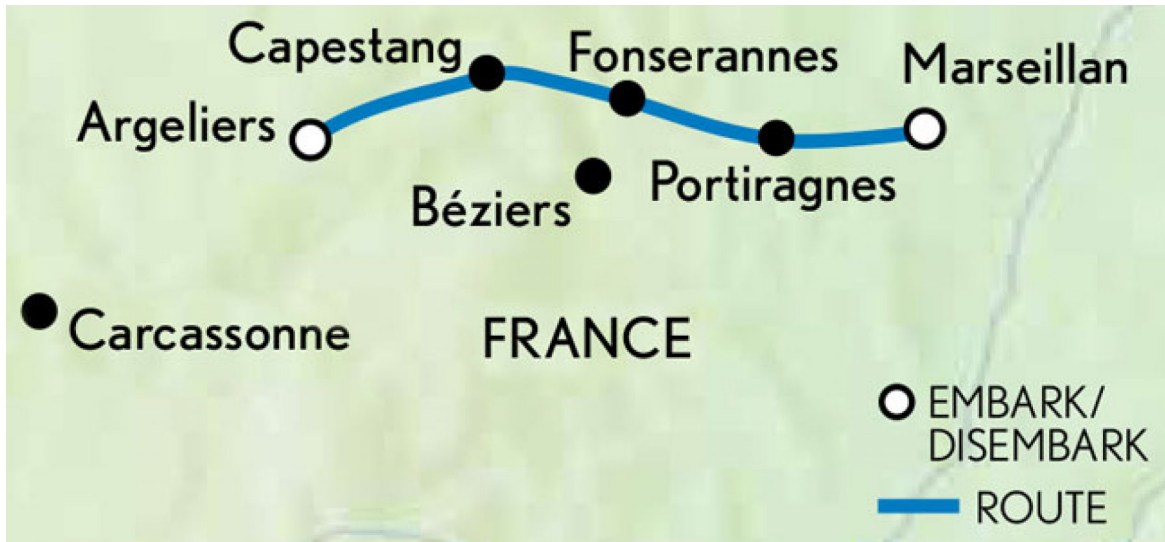 Capestang
Fonserannes
Marseillan
Argeliers
Béziers
Portiragnes
Carcassonne
FRANCE
EMBARK/
DISEMBARK
ROUTE